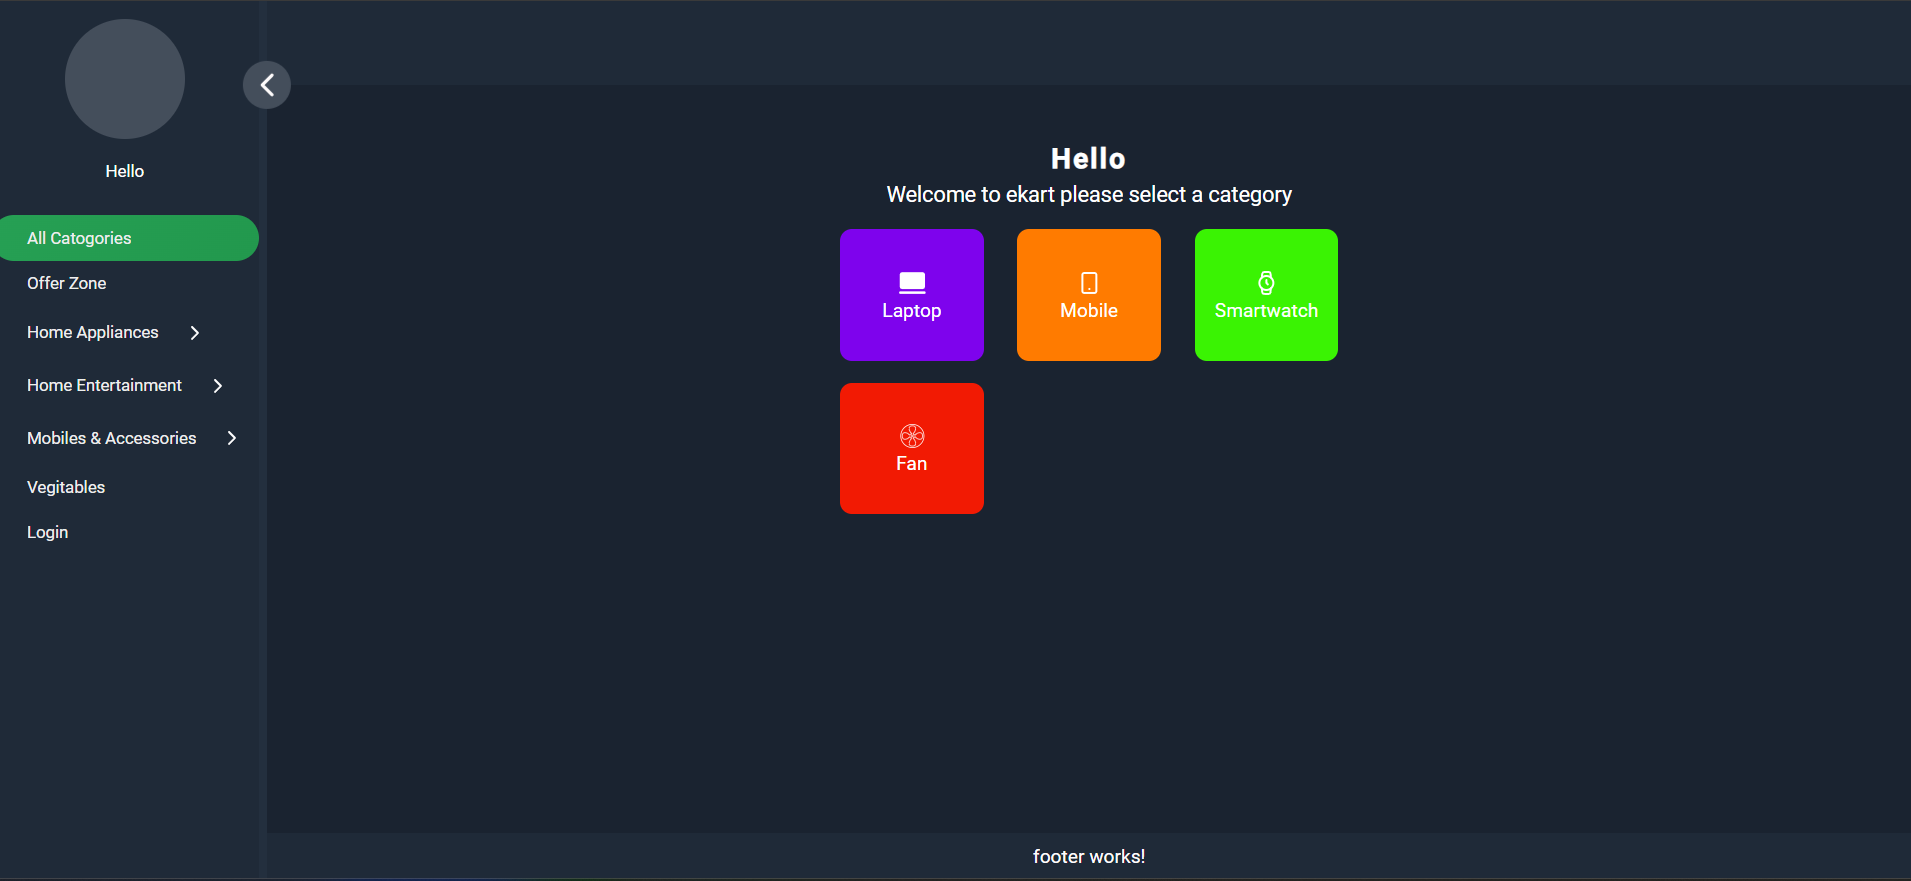 Hello
All Catogories
Offer Zone
Home Appliances
Home Entertainment
Mobiles & Accessories
Vegitables
Login
Hello
Welcome to ekart please select a category
Laptop
Mobile
Smartwatch
Fan
footer works!